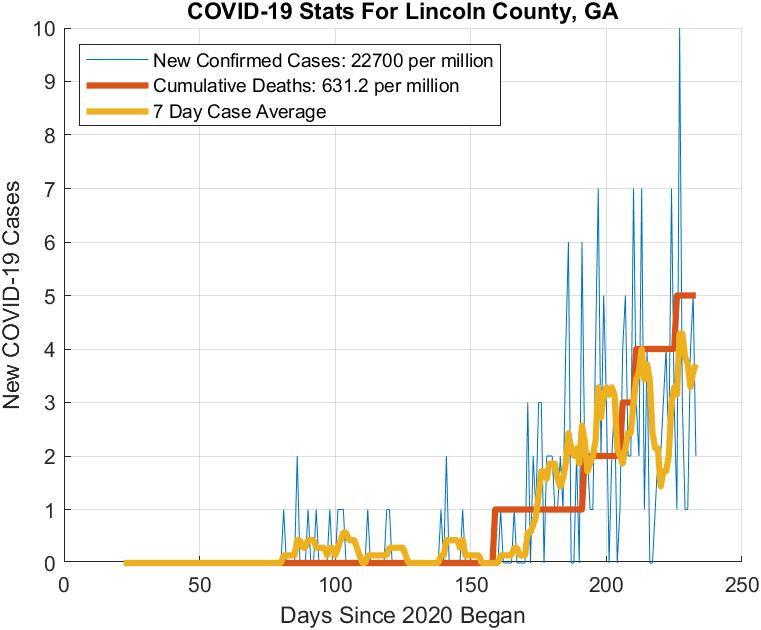 COVID-19 Stats For Lincoln County, GA
New Confirmed Cases: 22700 per million
Cumulative Deaths: 631.2 per million
7 Day Case Average
New COVID-19 Cases
10
9
8
7
6
5
4
3
2
1
0
0 50 100 150 200 250
Days Since 2020 Began